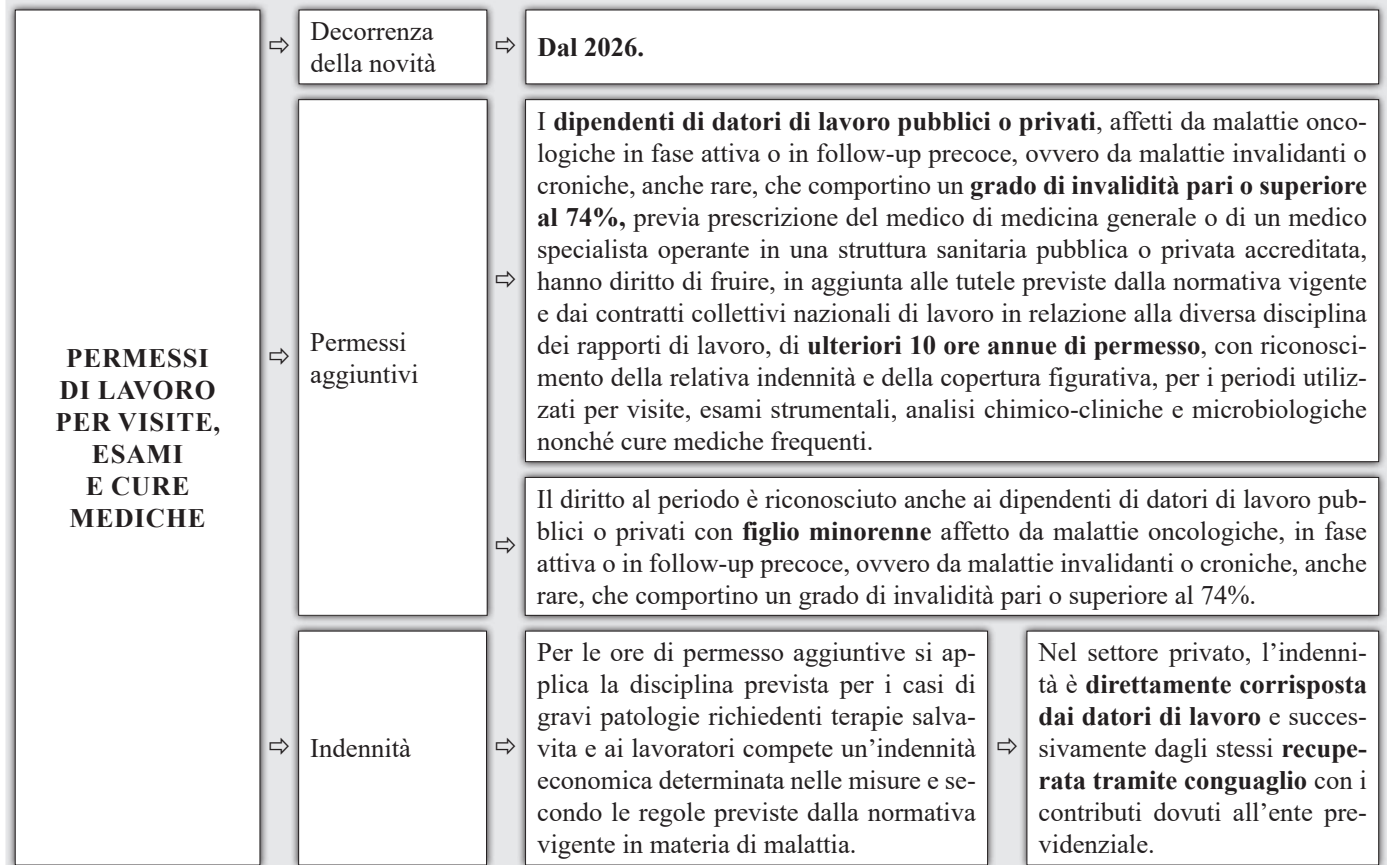 PERMESSI
DI LAVORO
PER VISITE,
ESAMI
E CURE
MEDICHE
⇨
Decorrenza
della novità
⇨
Dal 2026.
⇨
Permessi
aggiuntivi
⇨
I dipendenti di datori di lavoro pubblici o privati, affetti da malattie onco-
logiche in fase attiva o in follow-up precoce, ovvero da malattie invalidanti o
croniche, anche rare, che comportino un grado di invalidità pari o superiore
al 74%, previa prescrizione del medico di medicina generale o di un medico
specialista operante in una struttura sanitaria pubblica o privata accreditata,
hanno diritto di fruire, in aggiunta alle tutele previste dalla normativa vigente
e dai contratti collettivi nazionali di lavoro in relazione alla diversa disciplina
dei rapporti di lavoro, di ulteriori 10 ore annue di permesso, con riconosci-
mento della relativa indennità e della copertura figurativa, per i periodi utiliz-
zati per visite, esami strumentali, analisi chimico-cliniche e microbiologiche
nonché cure mediche frequenti.
⇨
Il diritto al periodo è riconosciuto anche ai dipendenti di datori di lavoro pub-
blici o privati con figlio minorenne affetto da malattie oncologiche, in fase
attiva o in follow-up precoce, ovvero da malattie invalidanti o croniche, anche
rare, che comportino un grado di invalidità pari o superiore al 74%.
⇨
Indennità
⇨
Per le ore di permesso aggiuntive si ap-
plica la disciplina prevista per i casi di
gravi patologie richiedenti terapie salva-
vita e ai lavoratori compete un’indennità
economica determinata nelle misure e se-
condo le regole previste dalla normativa
vigente in materia di malattia.
⇨
Nel settore privato, l’indenni-
tà è direttamente corrisposta
dai datori di lavoro e succes-
sivamente dagli stessi recupe-
rata tramite conguaglio con i
contributi dovuti all’ente pre-
videnziale.